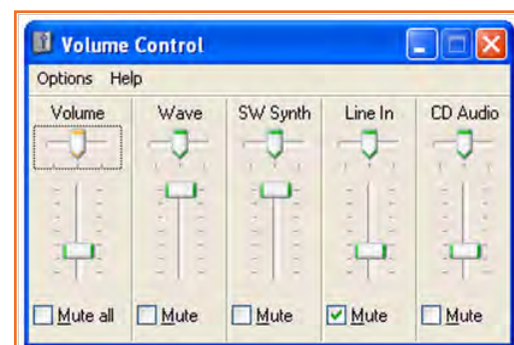 Volume Control
Options Help
Volume Wave SW Synth Line In CD Audio
Mute all Mute Mute Mute Mute